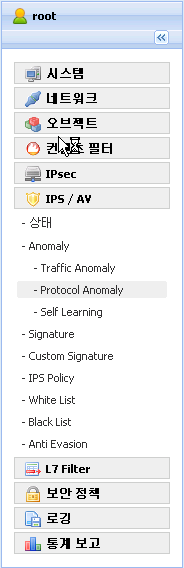 root
시스템
네트워크
오브젝트
필터
IPsec
IPS / AV
- 상태
- Anomaly
- Traffic Anomaly
- Protocol Anomaly
- Self Learning
- Signature
- Custom Signature
- IPS Policy
- White List
- Black List
- Anti Evasion
L7 Filter
보안 정책
로깅
통계 보고